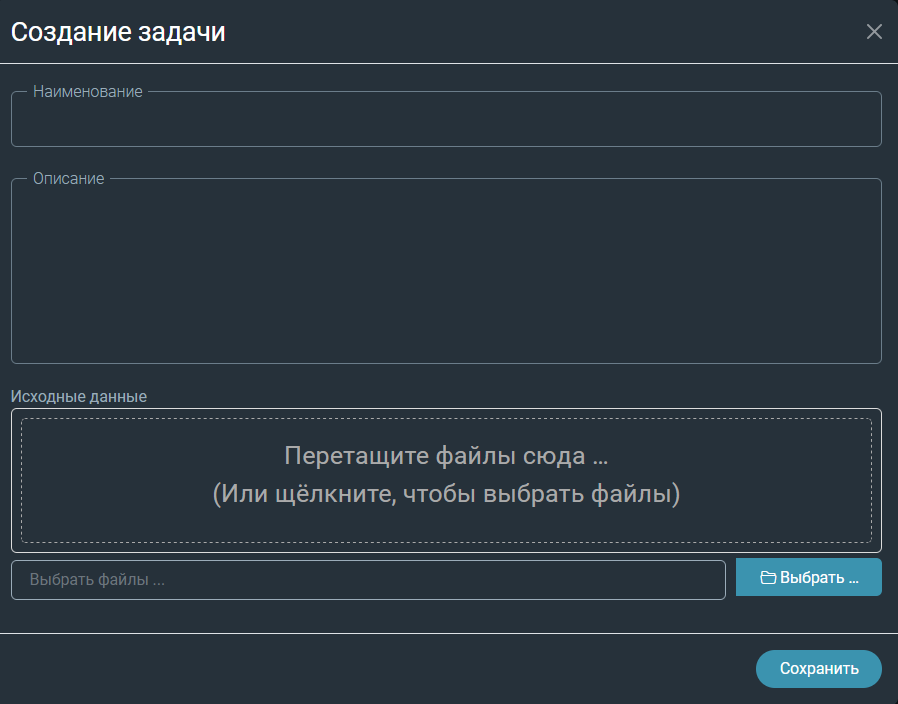 Создание задачи
Наименование
Описание
Исходные данные
Перетащите файлы сюда …
(Или щёлкните, чтобы выбрать файлы)
Выбрать файлы ...
Выбрать …
Сохранить